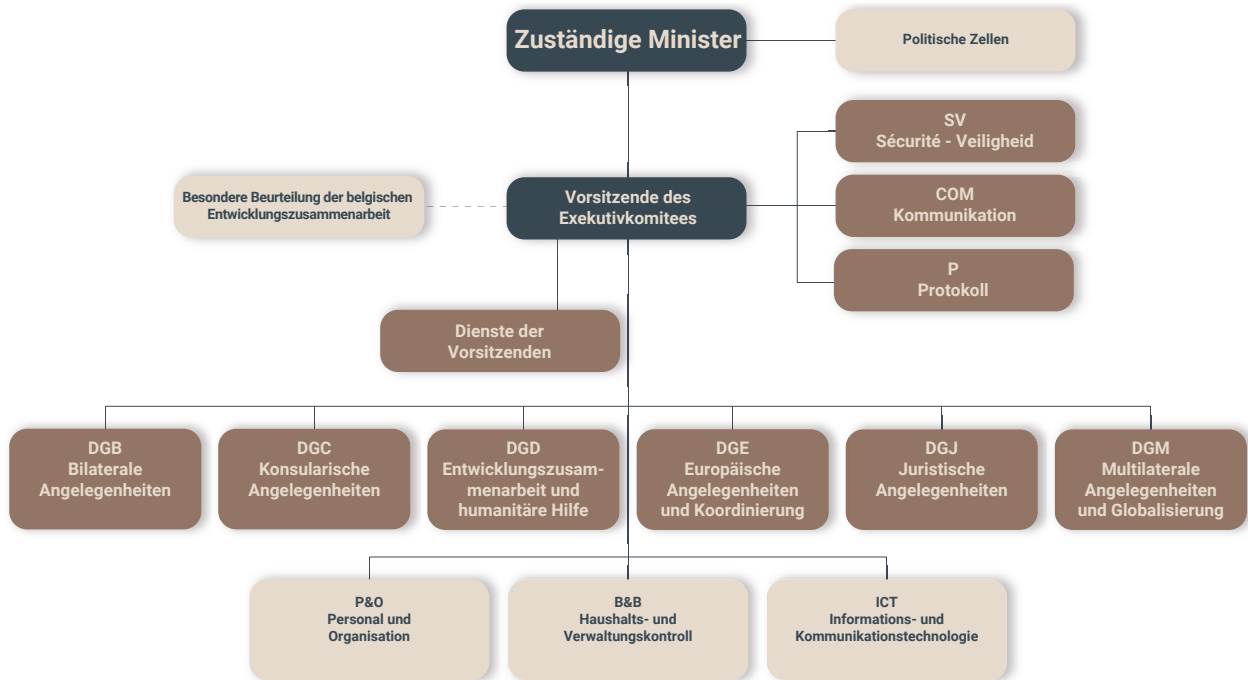 Zuständige Minister
Politische Zellen
SV
Sécurité - Veiligheid
Besondere Beurteilung der belgischen
Entwicklungszusammenarbeit
Vorsitzende des
Exekutivkomitees
COM
Kommunikation
P
Protokoll
Dienste der
Vorsitzenden
DGB
Bilaterale
Angelegenheiten
DGC
Konsularische
Angelegenheiten
DGD
Entwicklungszusam-
menarbeit und
humanitäre Hilfe
DGE
Europäische
Angelegenheiten
und Koordinierung
DGJ
Juristische
Angelegenheiten
DGM
Multilaterale
Angelegenheiten
und Globalisierung
P&O
Personal und
Organisation
B&B
Haushalts- und
Verwaltungskontroll
ICT
Informations- und
Kommunikationstechnologie